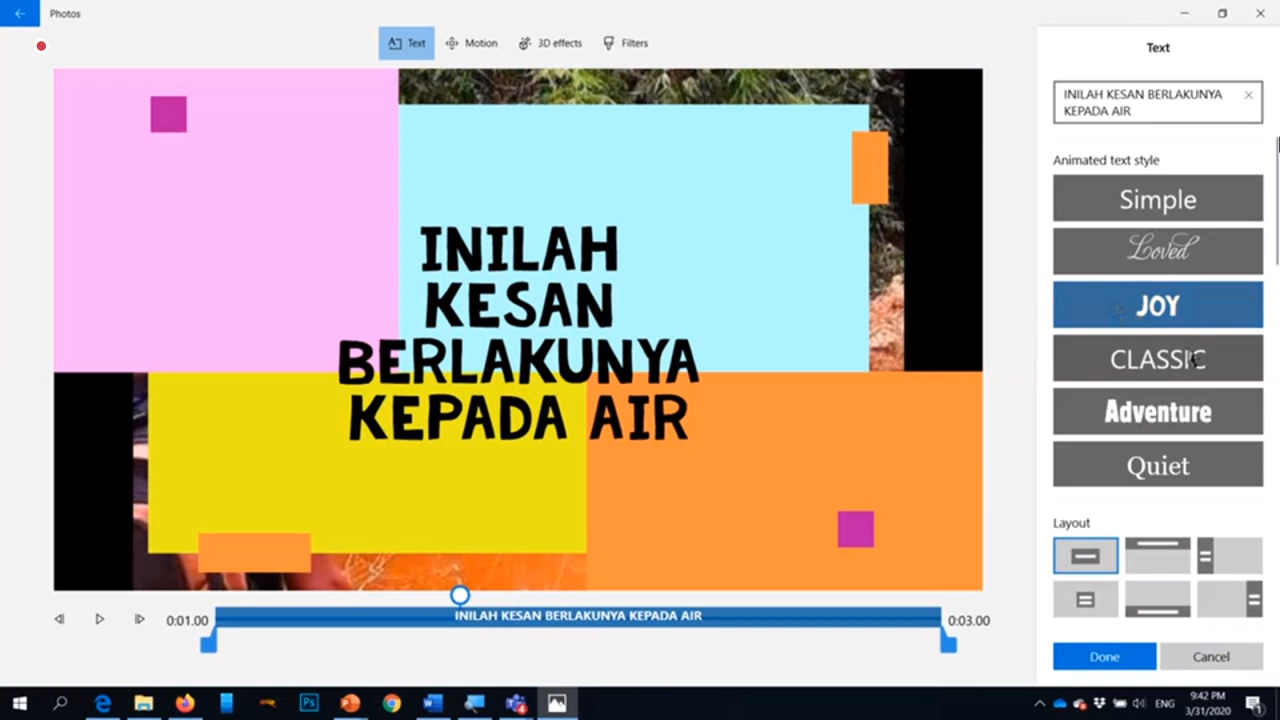 Photos
Text
Motion
3D effects
Filters
Text
INILAH KESAN BERLAKUNYA
KEPADA AIR
Animated text style
Simple
Loved
JOY
CLASSIC
Adventure
Quiet
INILAH
KESAN
BERLAKUNYA
KEPADA AIR
Layout
0:01.00
INILAH KESAN BERLAKUNYA KEPADA AIR
0:03.00
Done
Cancel
Ps
ENG
9:42 PM
3/31/2020
1